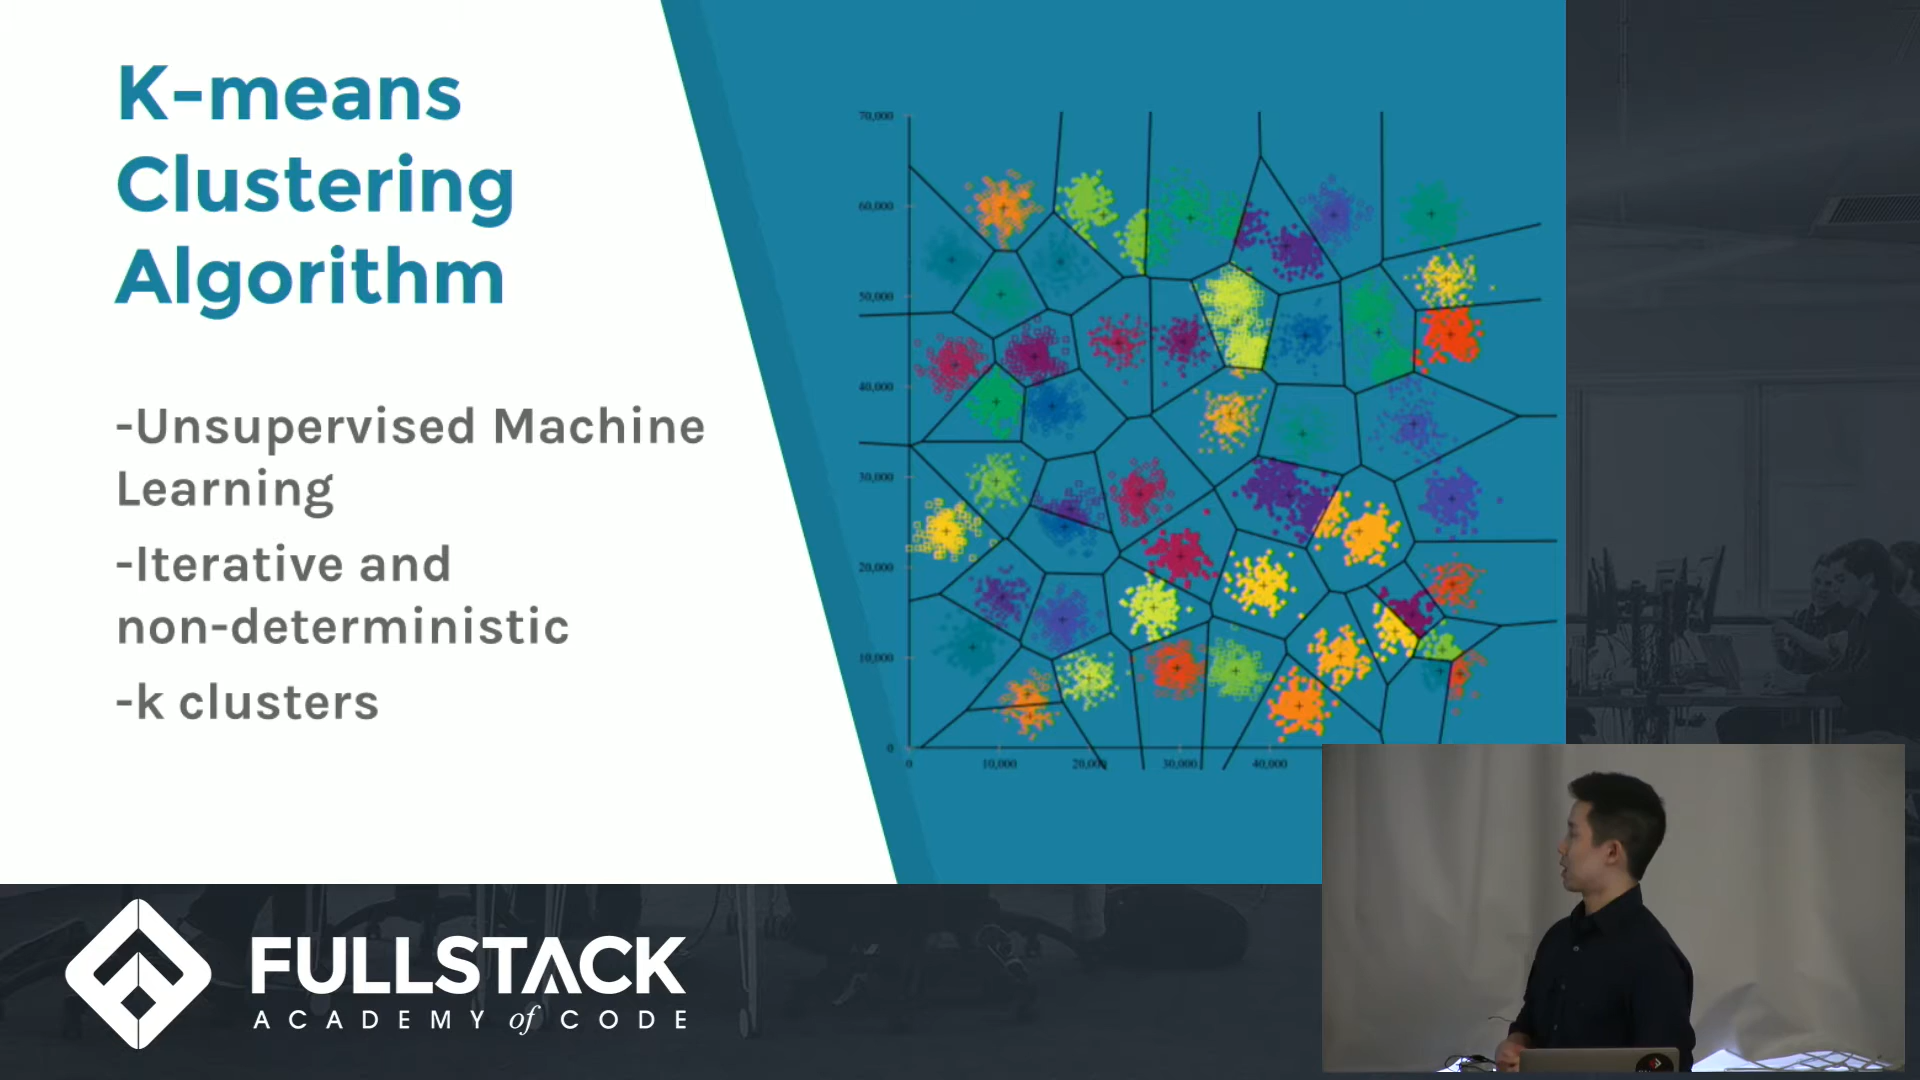 K-means
Clustering
Algorithm
-Unsupervised Machine
Learning
-Iterative and
non-deterministic
-k clusters
70,000
60,000
50,000
40,000
30,000
20,000
10,000
0
0
10,000
20,000
30,000
40,000
FULLSTACK
ACADEMY of CODE